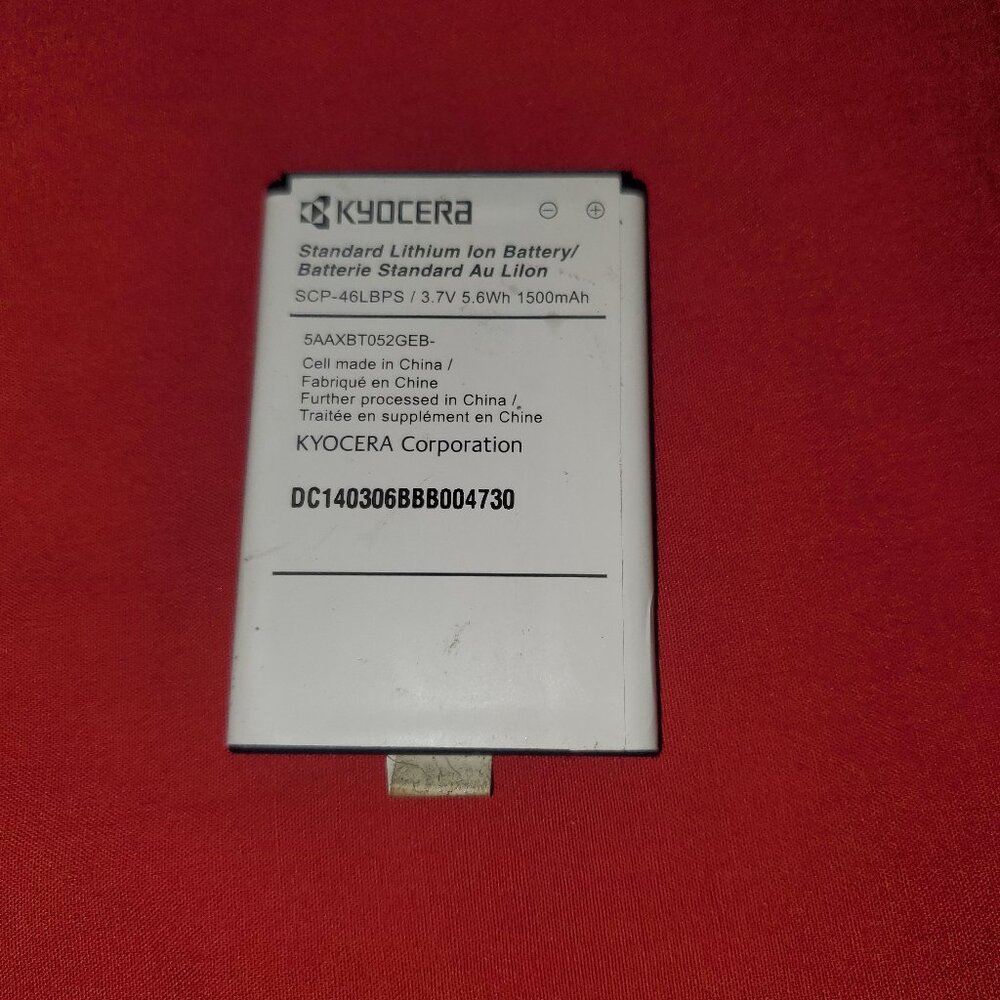 KYOCERA
Standard Lithium Ion Battery/
Batterie Standard Au LiIon
SCP-46LBPS / 3.7V 5.6Wh 1500mAh
5AAXBT052GEB-
Cell made in China /
Fabriqué en Chine
Further processed in China /
Traitée en supplément en Chine
KYOCERA Corporation
DC140306BBB004730